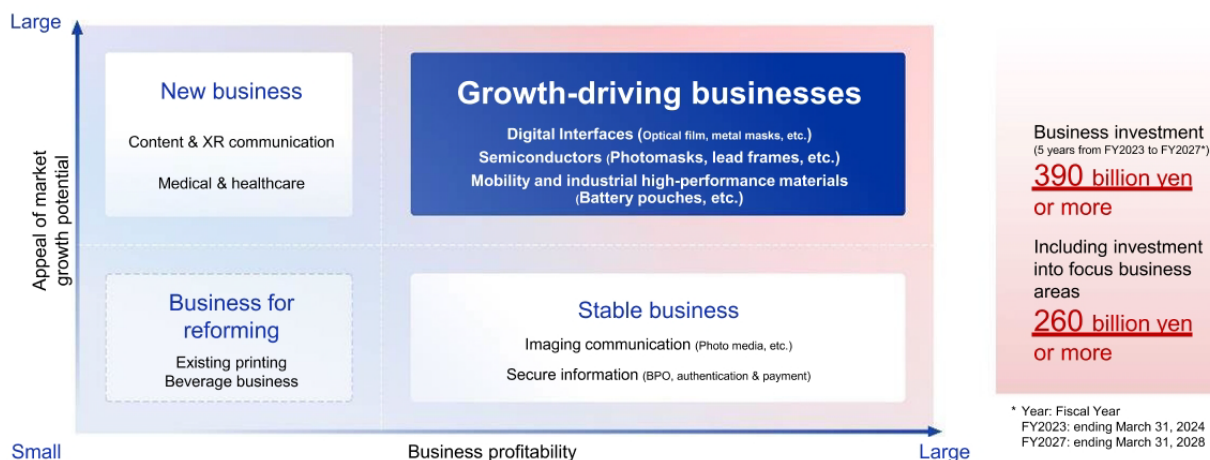 Large
Appeal of market
growth potential
New business
Content & XR communication
Medical & healthcare
Growth-driving businesses
Digital Interfaces (Optical film, metal masks, etc.)
Semiconductors (Photomasks, lead frames, etc.)
Mobility and industrial high-performance materials
(Battery pouches, etc.)
Business for
reforming
Existing printing
Beverage business
Stable business
Imaging communication (Photo media, etc.)
Secure information (BPO, authentication & payment)
Small
Business profitability
Large
Business investment
(5 years from FY2023 to FY2027*)
390 billion yen
or more
Including investment
into focus business
areas
260 billion yen
or more
* Year: Fiscal Year
FY2023: ending March 31, 2024
FY2027: ending March 31, 2028